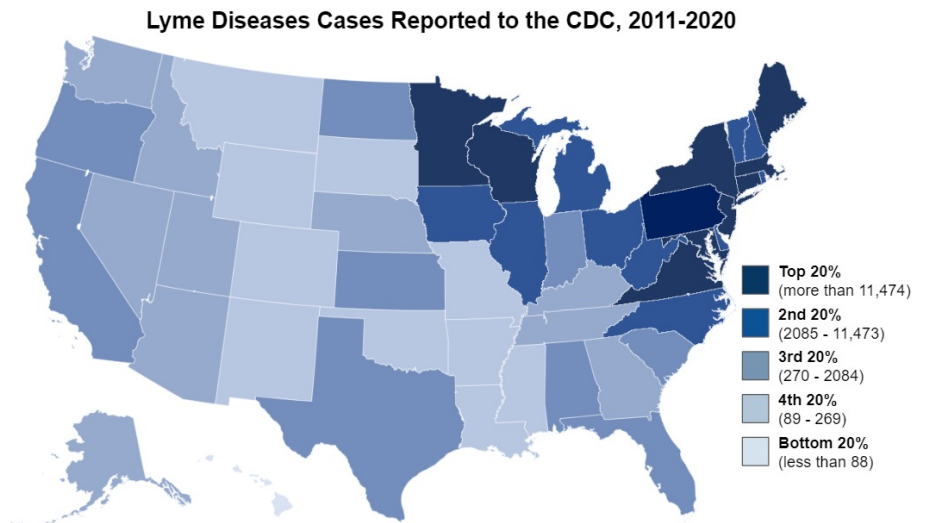 Lyme Diseases Cases Reported to the CDC, 2011-2020
Top 20%
(more than 11,474)
2nd 20%
(2085 - 11,473)
3rd 20%
(270 - 2084)
4th 20%
(89 - 269)
Bottom 20%
(less than 88)